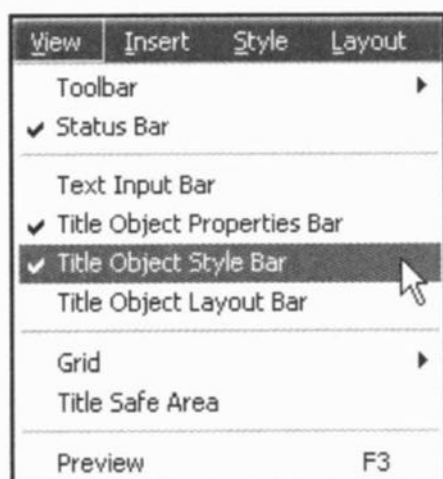 View Insert Style Layout
Toolbar
Status Bar
Text Input Bar
Title Object Properties Bar
Title Object Style Bar
Title Object Layout Bar
Grid
Title Safe Area
Preview F3